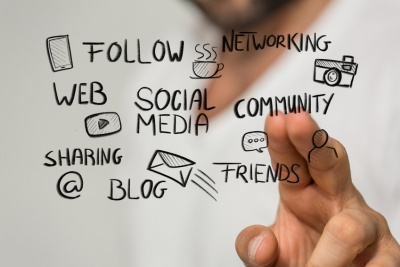 FOLLOW
NETWORKING
WEB
SOCIAL
MEDIA
COMMUNITY
SHARING
@
BLOG
FRIENDS